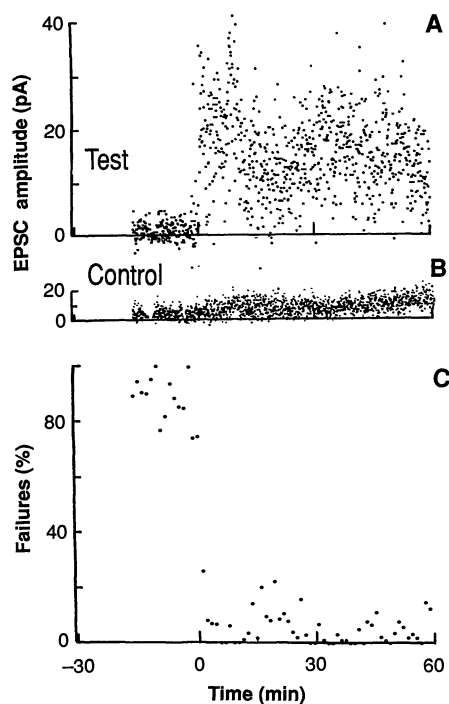 A
40
20
0
EPSC amplitude (pA)
Test
B
Control
20
0
C
80
40
0
Failures (%)
−30
0
30
60
Time (min)